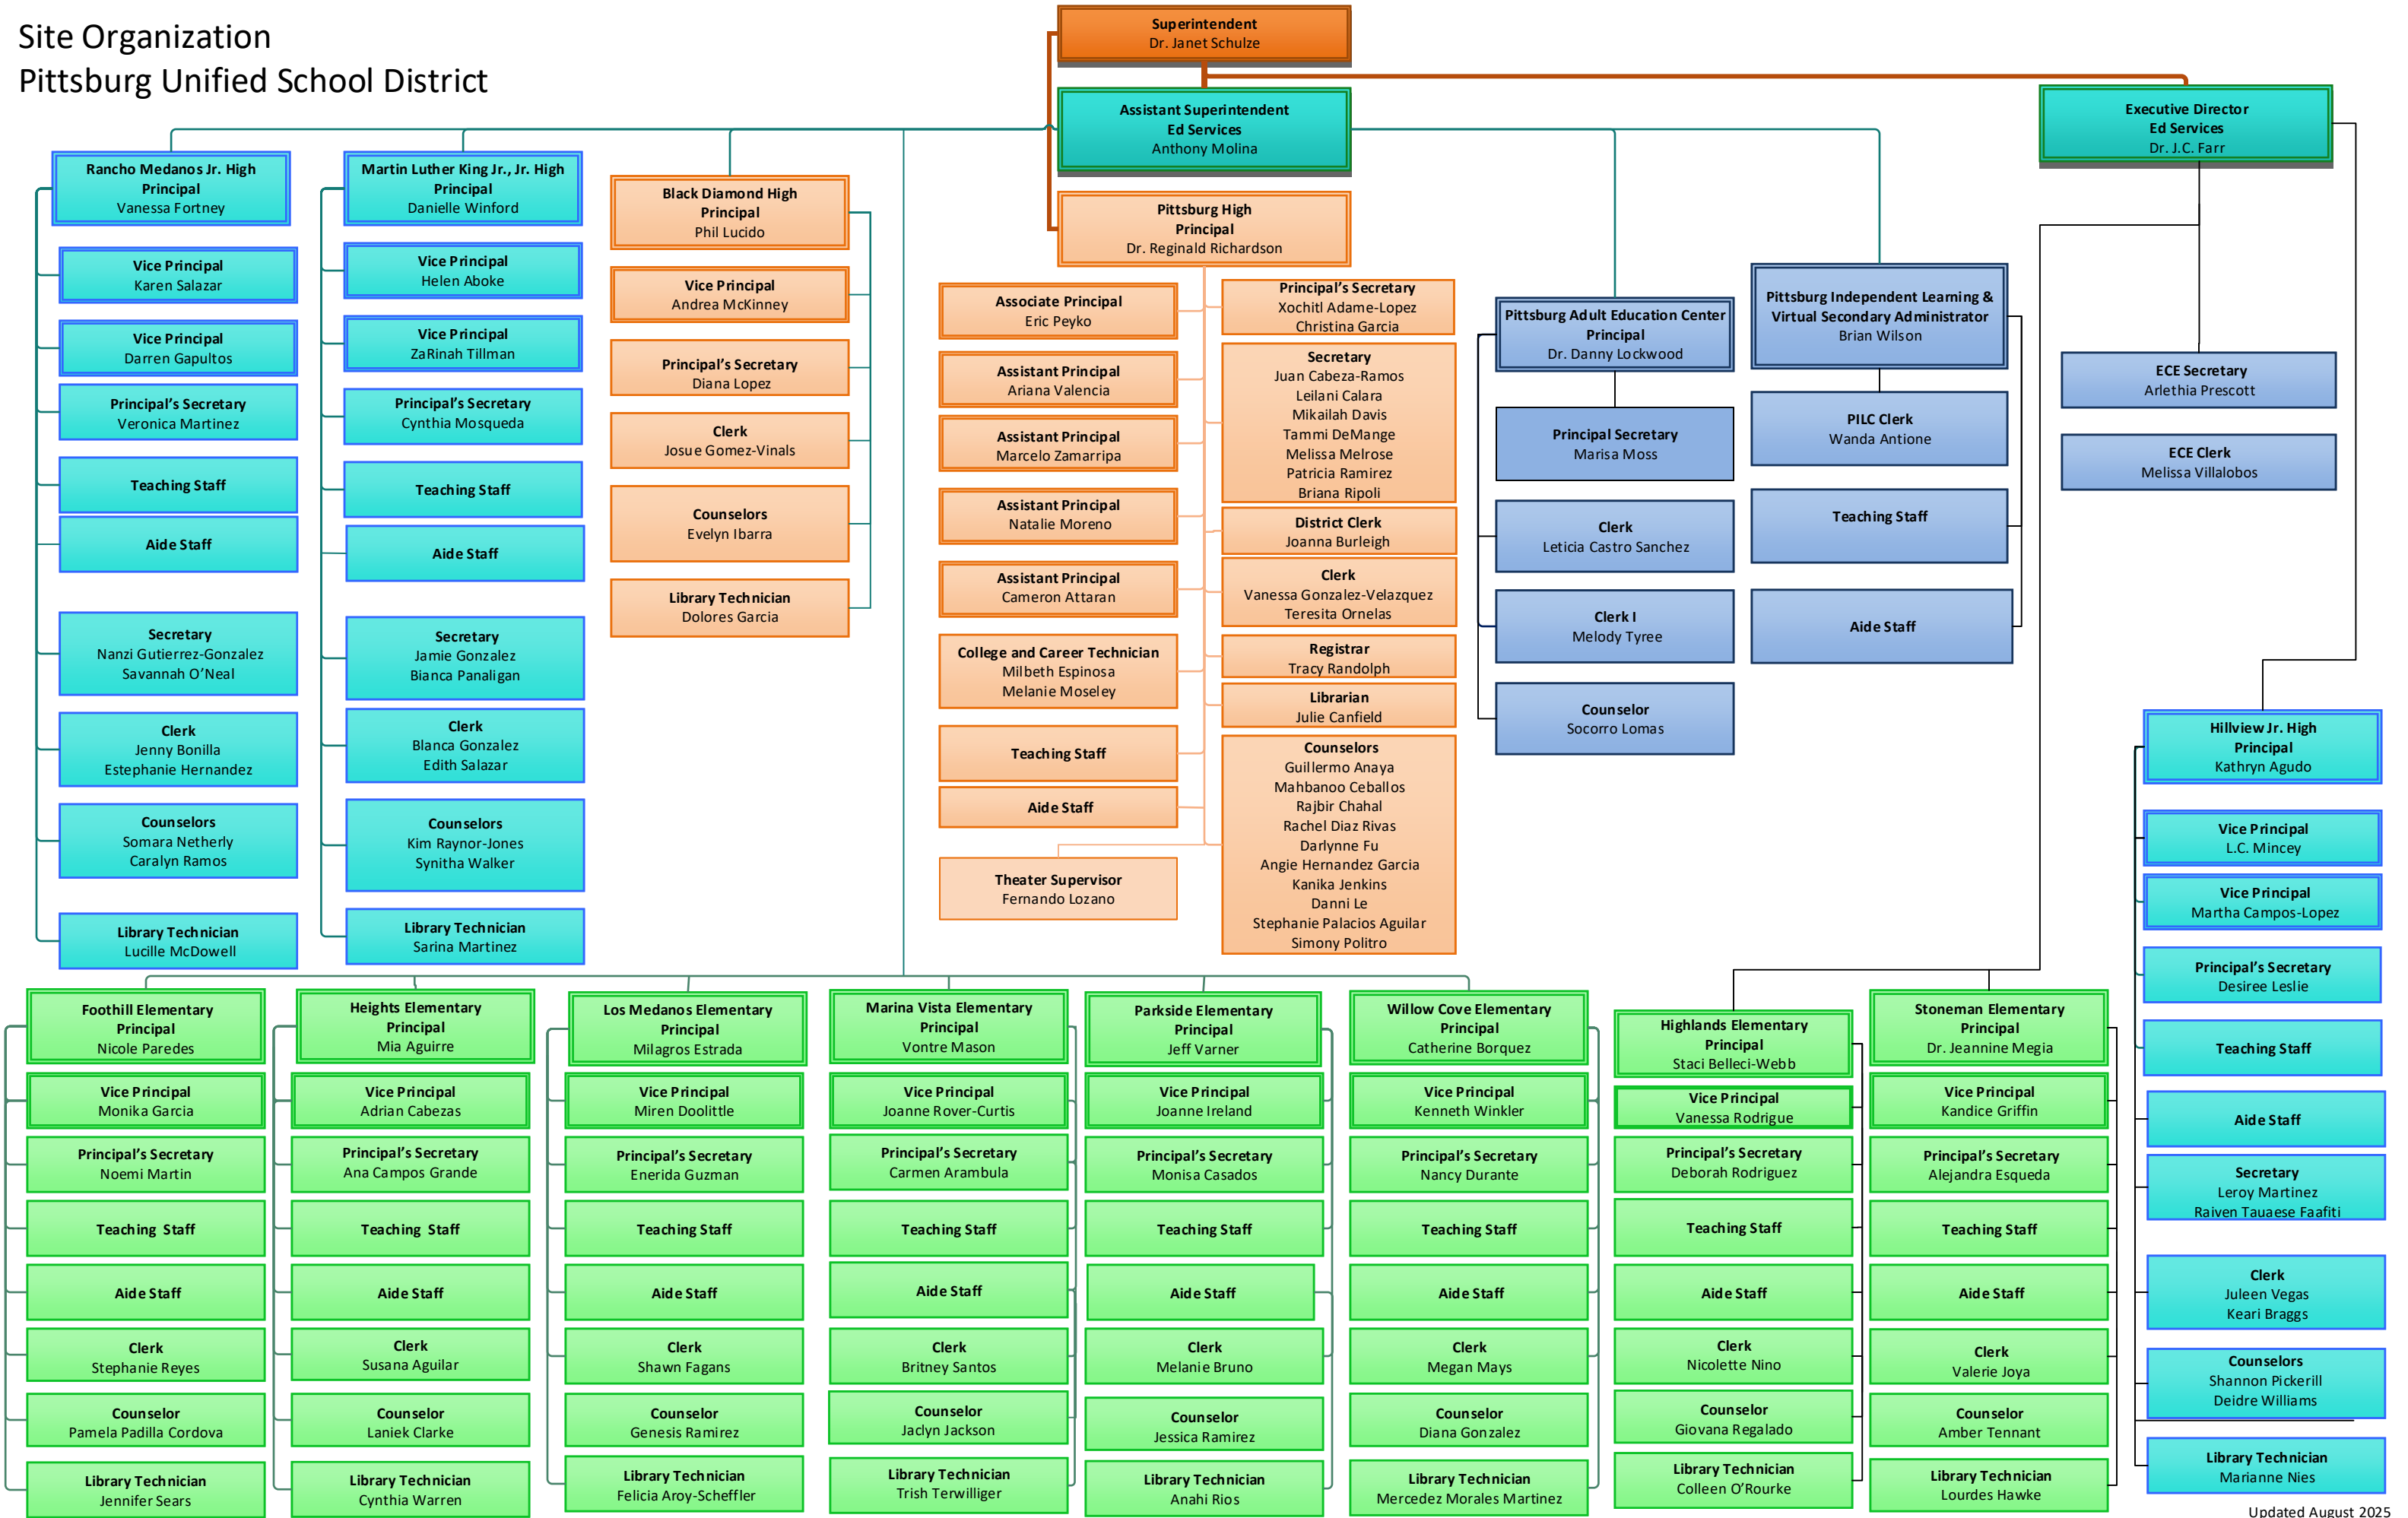 Site Organization
Pittsburg Unified School District
Superintendent
Dr. Janet Schulze
Assistant Superintendent
Ed Services
Anthony Molina
Executive Director
Ed Services
Dr. J.C. Farr
Rancho Medanos Jr. High
Principal
Vanessa Fortney
Vice Principal
Karen Salazar
Vice Principal
Darren Gapultos
Principal's Secretary
Veronica Martinez
Teaching Staff
Aide Staff
Secretary
Nanzi Gutierrez-Gonzalez
Savannah O'Neal
Clerk
Jenny Bonilla
Estephanie Hernandez
Counselors
Somara Netherly
Caralyn Ramos
Library Technician
Lucille McDowell
Martin Luther King Jr., Jr. High
Principal
Danielle Winford
Vice Principal
Helen Aboke
Vice Principal
ZaRinah Tillman
Principal's Secretary
Cynthia Mosqueda
Teaching Staff
Aide Staff
Secretary
Jamie Gonzalez
Bianca Panaligan
Clerk
Blanca Gonzalez
Edith Salazar
Counselors
Kim Raynor-Jones
Synitha Walker
Library Technician
Sarina Martinez
Black Diamond High
Principal
Phil Lucido
Vice Principal
Andrea McKinney
Principal's Secretary
Diana Lopez
Clerk
Josue Gomez-Vinals
Counselors
Evelyn Ibarra
Library Technician
Dolores Garcia
Pittsburg High
Principal
Dr. Reginald Richardson
Associate Principal
Eric Peyko
Assistant Principal
Ariana Valencia
Assistant Principal
Marcelo Zamarripa
Assistant Principal
Natalie Moreno
Assistant Principal
Cameron Attaran
College and Career Technician
Milbeth Espinosa
Melanie Moseley
Teaching Staff
Aide Staff
Theater Supervisor
Fernando Lozano
Principal's Secretary
Xochitl Adame-Lopez
Christina Garcia
Secretary
Juan Cabeza-Ramos
Leilani Calara
Mikailah Davis
Tammi DeMange
Melissa Melrose
Patricia Ramirez
Briana Ripoli
District Clerk
Joanna Burleigh
Clerk
Vanessa Gonzalez-Velazquez
Teresita Ornelas
Registrar
Tracy Randolph
Librarian
Julie Canfield
Counselors
Guillermo Anaya
Mahbanoo Ceballos
Rajbir Chahal
Rachel Diaz Rivas
Darlynne Fu
Angie Hernandez Garcia
Kanika Jenkins
Danni Le
Stephanie Palacios Aguilar
Simony Politro
Pittsburg Adult Education Center
Principal
Dr. Danny Lockwood
Principal Secretary
Marisa Moss
Clerk
Leticia Castro Sanchez
Clerk I
Melody Tyree
Counselor
Socorro Lomas
Pittsburg Independent Learning &
Virtual Secondary Administrator
Brian Wilson
PILC Clerk
Wanda Antione
Teaching Staff
Aide Staff
ECE Secretary
Arlethia Prescott
ECE Clerk
Melissa Villalobos
Hillview Jr. High
Principal
Kathryn Agudo
Vice Principal
L.C. Mincey
Vice Principal
Martha Campos-Lopez
Principal's Secretary
Desiree Leslie
Teaching Staff
Aide Staff
Secretary
Leroy Martinez
Raiven Tauaese Faafiti
Clerk
Juleen Vegas
Keari Braggs
Counselors
Shannon Pickerill
Deidre Williams
Library Technician
Marianne Nies
Foothill Elementary
Principal
Nicole Paredes
Vice Principal
Monika Garcia
Principal's Secretary
Noemi Martin
Teaching Staff
Aide Staff
Clerk
Stephanie Reyes
Counselor
Pamela Padilla Cordova
Library Technician
Jennifer Sears
Heights Elementary
Principal
Mia Aguirre
Vice Principal
Adrian Cabezas
Principal's Secretary
Ana Campos Grande
Teaching Staff
Aide Staff
Clerk
Susana Aguilar
Counselor
Laniek Clarke
Library Technician
Cynthia Warren
Los Medanos Elementary
Principal
Milagros Estrada
Vice Principal
Miren Doolittle
Principal's Secretary
Enerida Guzman
Teaching Staff
Aide Staff
Clerk
Shawn Fagans
Counselor
Genesis Ramirez
Library Technician
Felicia Aroy-Scheffler
Marina Vista Elementary
Principal
Vontre Mason
Vice Principal
Joanne Rover-Curtis
Principal's Secretary
Carmen Arambula
Teaching Staff
Aide Staff
Clerk
Britney Santos
Counselor
Jaclyn Jackson
Library Technician
Trish Terwilliger
Parkside Elementary
Principal
Jeff Varner
Vice Principal
Joanne Ireland
Principal's Secretary
Monisa Casados
Teaching Staff
Aide Staff
Clerk
Melanie Bruno
Counselor
Jessica Ramirez
Library Technician
Anahi Rios
Willow Cove Elementary
Principal
Catherine Borquez
Vice Principal
Kenneth Winkler
Principal's Secretary
Nancy Durante
Teaching Staff
Aide Staff
Clerk
Megan Mays
Counselor
Diana Gonzalez
Library Technician
Mercedez Morales Martinez
Highlands Elementary
Principal
Staci Belleci-Webb
Vice Principal
Vanessa Rodrigue
Principal's Secretary
Deborah Rodriguez
Teaching Staff
Aide Staff
Clerk
Nicolette Nino
Counselor
Giovana Regalado
Library Technician
Colleen O'Rourke
Stoneman Elementary
Principal
Dr. Jeannine Megia
Vice Principal
Kandice Griffin
Principal's Secretary
Alejandra Esqueda
Teaching Staff
Aide Staff
Clerk
Valerie Joya
Counselor
Amber Tennant
Library Technician
Lourdes Hawke
Updated August 2025